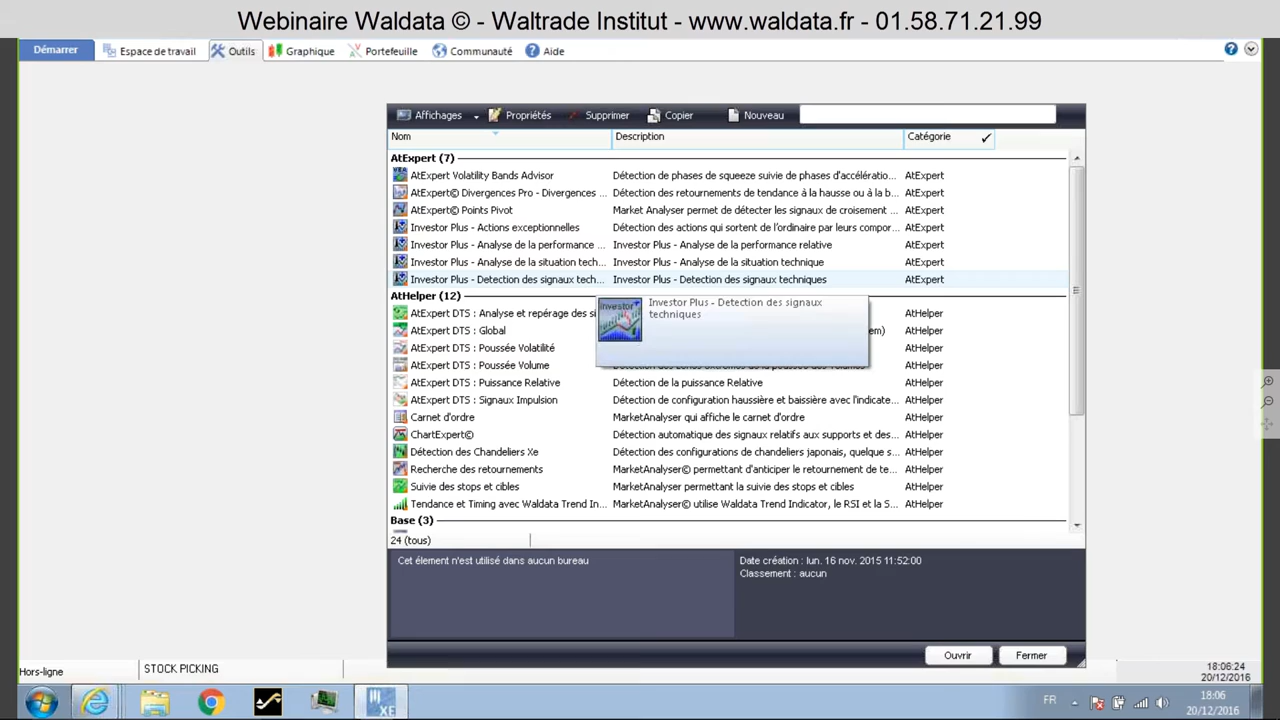 Webinaire Waldata © - Waltrade Institut - www.waldata.fr - 01.58.71.21.99
Démarrer Espace de travail Outils Graphique Portefeuille Communauté Aide
Affichages Propriétés Supprimer Copier Nouveau
Nom Description Catégorie
AtExpert (7)
AtExpert Volatility Bands Advisor Détection de phases de squeeze suivie de phases d'accélératio... AtExpert
AtExpert© Divergences Pro - Divergences ... Détection des retournements de tendance à la hausse ou à la b... AtExpert
AtExpert© Points Pivot Market Analyser permet de détecter les signaux de croisement ... AtExpert
Investor Plus - Actions exceptionnelles Détection des actions qui sortent de l'ordinaire par leurs compor... AtExpert
Investor Plus - Analyse de la performance ... Investor Plus - Analyse de la performance relative AtExpert
Investor Plus - Analyse de la situation tech... Investor Plus - Analyse de la situation technique AtExpert
Investor Plus - Détection des signaux tech... Investor Plus - Detection des signaux techniques AtExpert
AtHelper (12)
Investor Plus - Detection des signaux
techniques
AtExpert DTS : Analyse et repérage des si AtHelper
AtExpert DTS : Global em) AtHelper
AtExpert DTS : Poussée Volatilité AtHelper
AtExpert DTS : Poussée Volume Détection des zones extrêmes de la poussée des volumes AtHelper
AtExpert DTS : Puissance Relative Détection de la puissance Relative AtHelper
AtExpert DTS : Signaux Impulsion Détection de configuration haussière et baissière avec l'indicate... AtHelper
Carnet d'ordre MarketAnalyser qui affiche le carnet d'ordre AtHelper
ChartExpert© Détection automatique des signaux relatifs aux supports et des... AtHelper
Détection des Chandeliers Xe Détection des configurations de chandeliers japonais, quelque s... AtHelper
Recherche des retournements MarketAnalyser© permettant d'anticiper le retournement de te... AtHelper
Suivie des stops et cibles MarketAnalyser permettant la suivie des stops et cibles AtHelper
Tendance et Timing avec Waldata Trend In... MarketAnalyser© utilise Waldata Trend Indicator, le RSI et la S... AtHelper
Base (3)
24 (tous)
Cet élement n'est utilisé dans aucun bureau Date création : lun. 16 nov. 2015 11:52:00
Classement : aucun
Ouvrir Fermer
Hors-ligne STOCK PICKING 18:06:24
20/12/2016
FR 18:06
20/12/2016